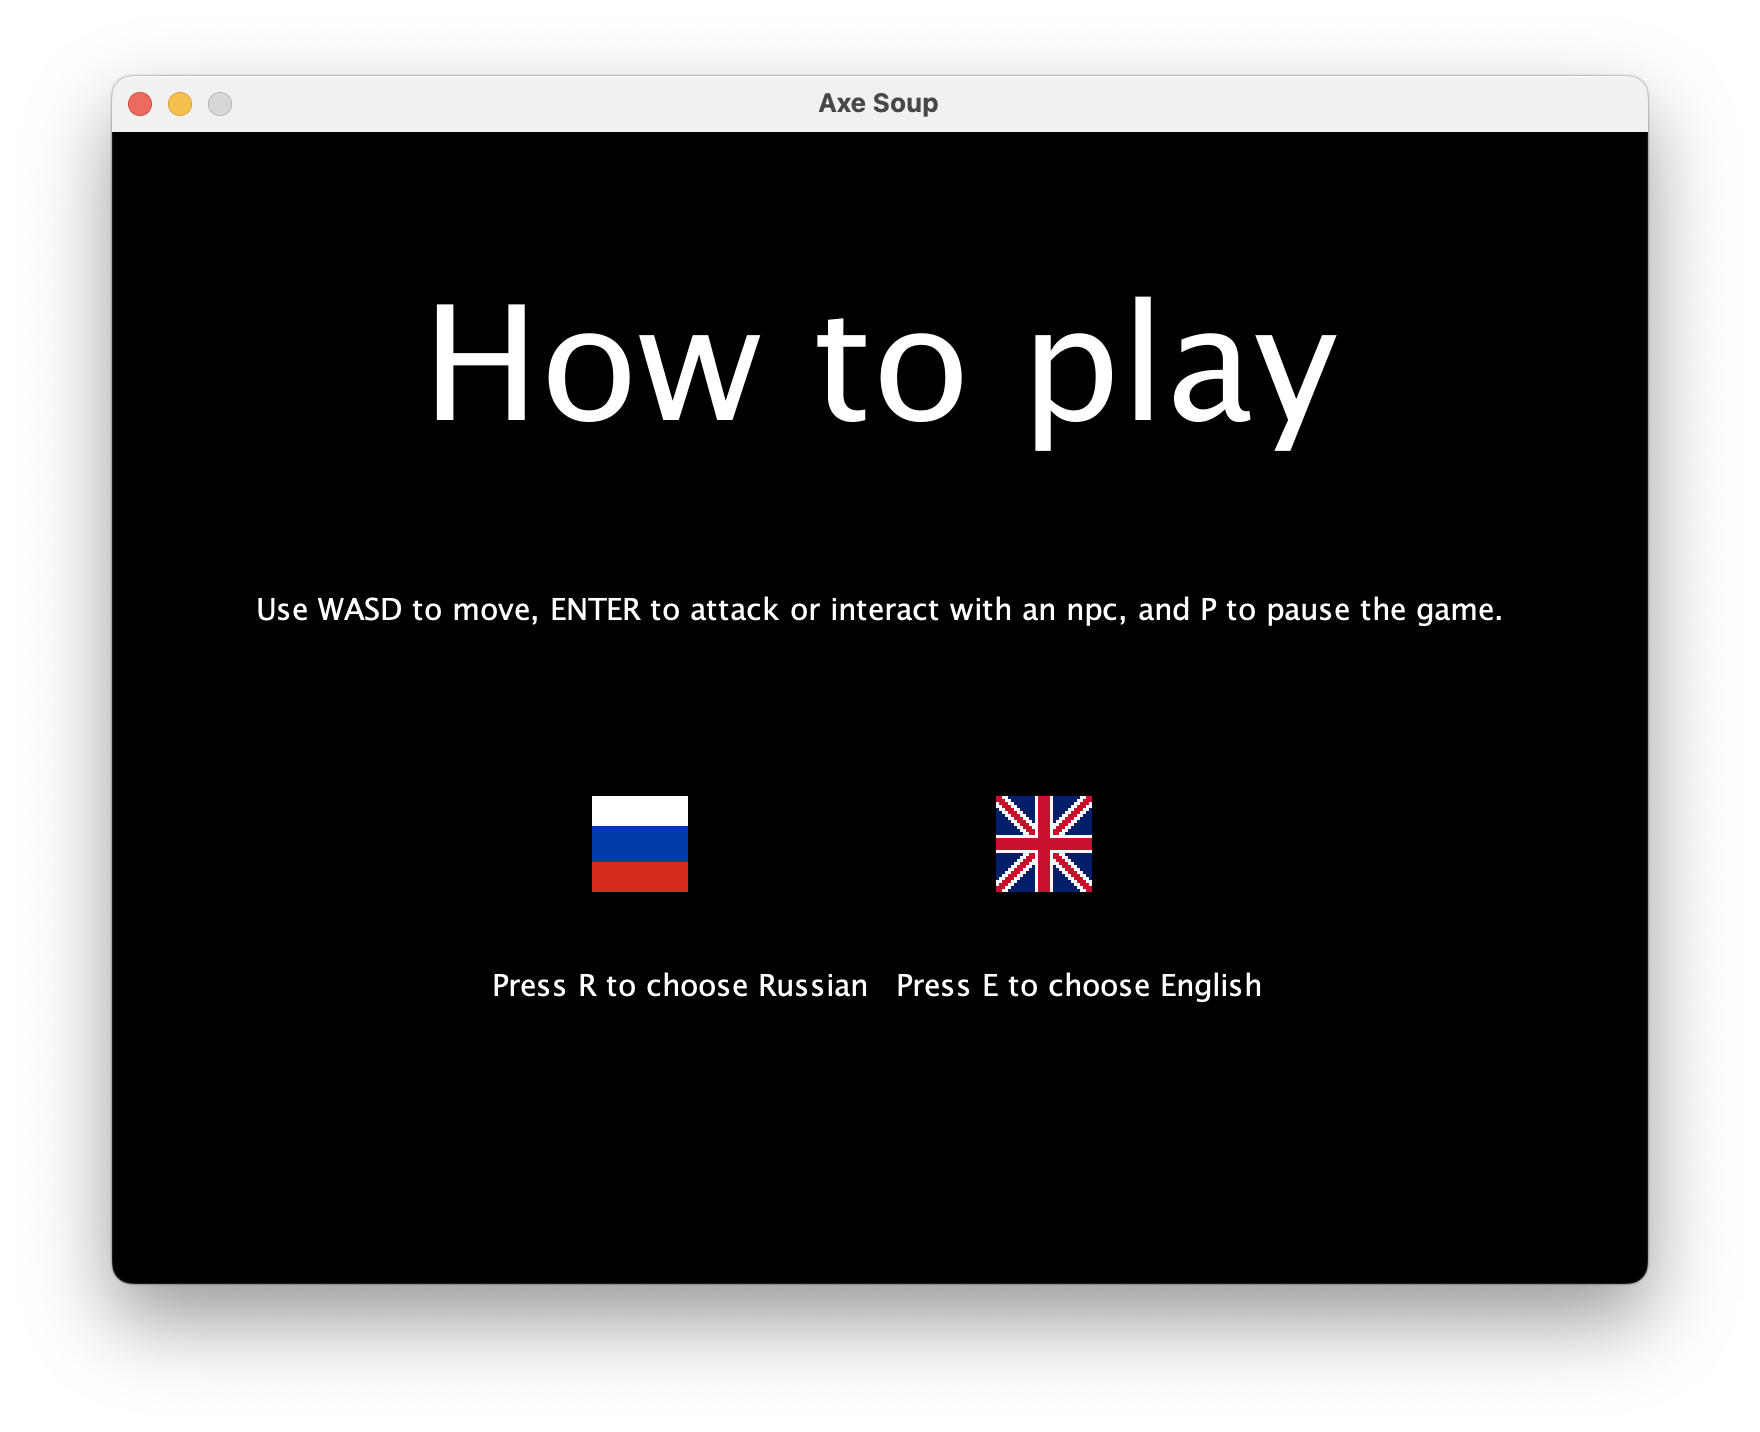 Axe Soup
How to play
Use WASD to move, ENTER to attack or interact with an npc, and P to pause the game.
Press R to choose Russian
Press E to choose English